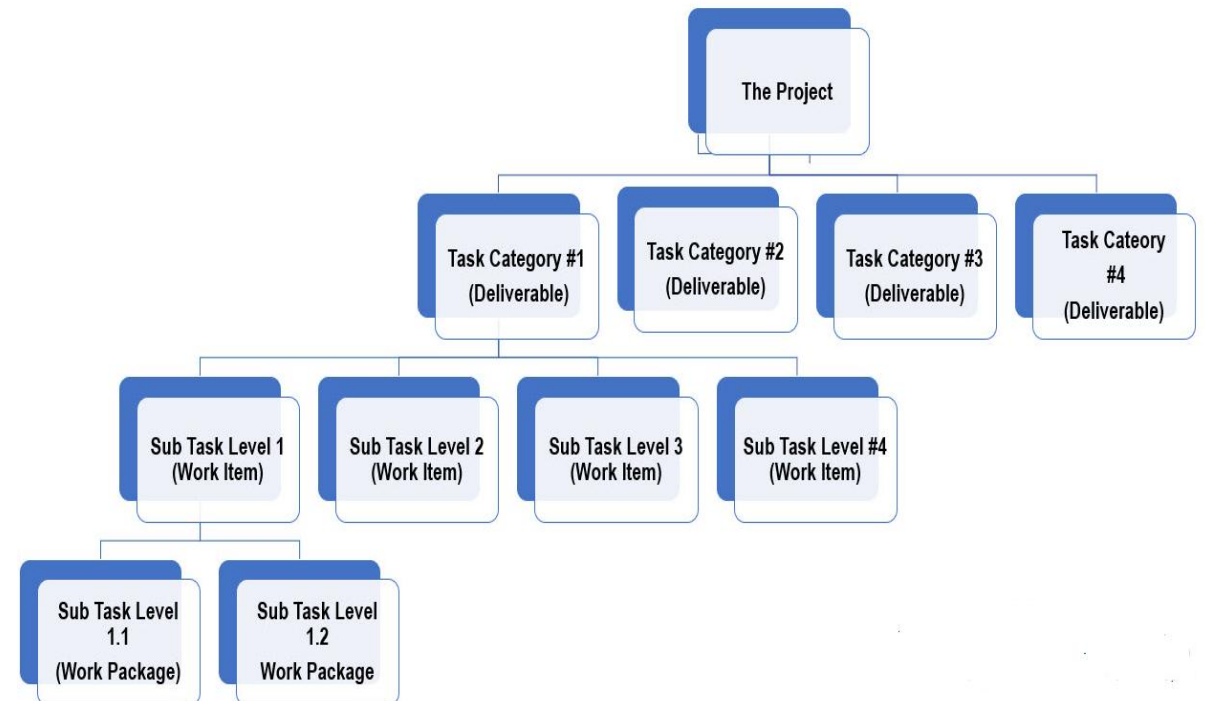 The Project
Task Category #1
(Deliverable)
Task Category #2
(Deliverable)
Task Category #3
(Deliverable)
Task Cateory
#4
(Deliverable)
Sub Task Level 1
(Work Item)
Sub Task Level 2
(Work Item)
Sub Task Level 3
(Work Item)
Sub Task Level #4
(Work Item)
Sub Task Level
1.1
(Work Package)
Sub Task Level
1.2
Work Package